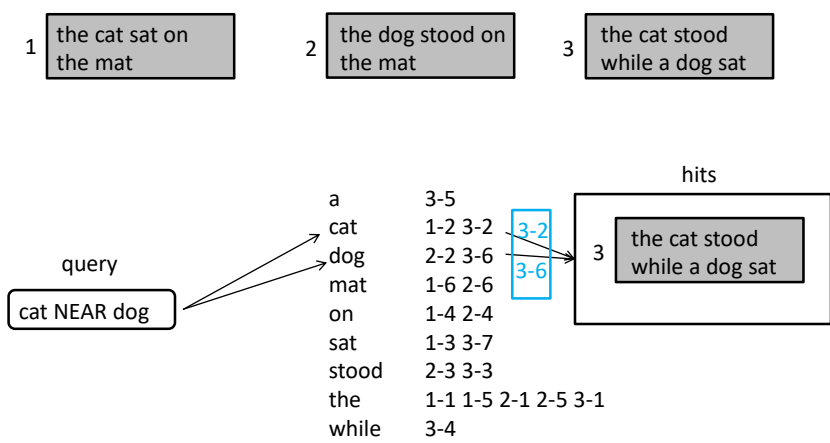 1
the cat sat on
the mat
2
the dog stood on
the mat
3
the cat stood
while a dog sat
hits
a 3-5
cat 1-2 3-2
dog 2-2 3-6
mat 1-6 2-6
on 1-4 2-4
sat 1-3 3-7
stood 2-3 3-3
the 1-1 1-5 2-1 2-5 3-1
while 3-4
3-2
3-6
query
cat NEAR dog
3
the cat stood
while a dog sat